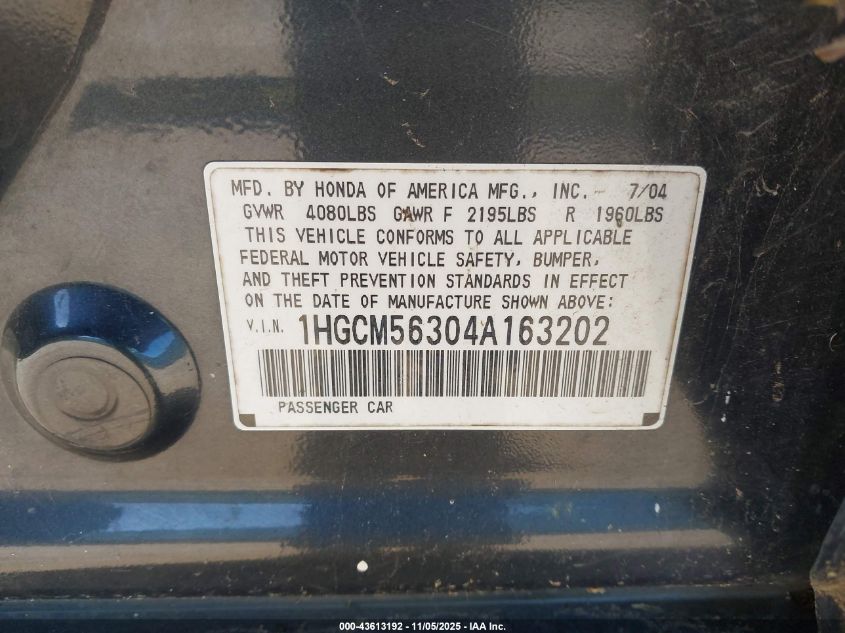 MFD. BY HONDA OF AMERICA MFG., INC. 7/04
GVWR 4080LBS GAWR F 2195LBS R 1960LBS
THIS VEHICLE CONFORMS TO ALL APPLICABLE
FEDERAL MOTOR VEHICLE SAFETY, BUMPER,
AND THEFT PREVENTION STANDARDS IN EFFECT
ON THE DATE OF MANUFACTURE SHOWN ABOVE:
V.I.N. 1HGCM56304A163202
PASSENGER CAR
000-43613192 - 11/05/2025 - IAA Inc.